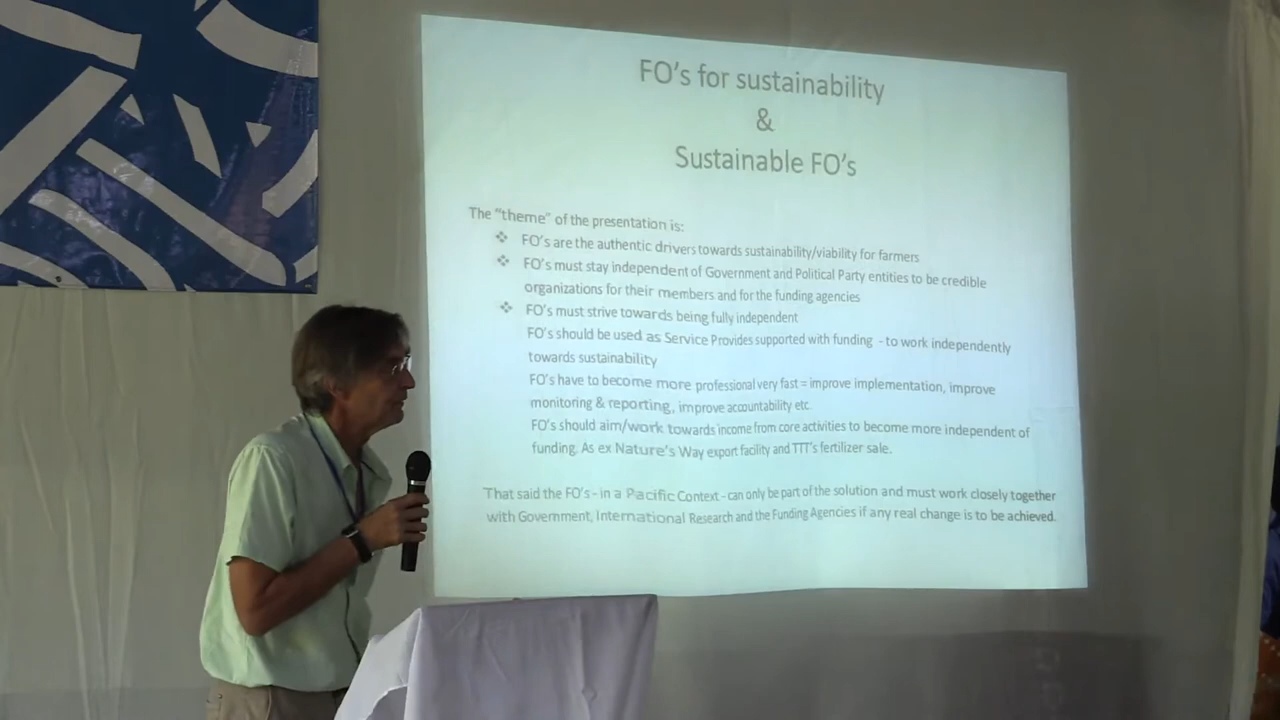 FO's for sustainability
&
Sustainable FO's
The "theme" of the presentation is:
❖ FO's are the authentic drivers towards sustainability/viability for farmers
❖ FO's must stay independent of Government and Political Party entities to be credible
organizations for their members and for the funding agencies
❖ FO's must strive towards being fully independent
FO's should be used as Service Provides supported with funding - to work independently
towards sustainability
FO's have to become more professional very fast = improve implementation, improve
monitoring & reporting, improve accountability etc.
FO's should aim/work towards income from core activities to become more independent of
funding. As ex Nature's Way export facility and TTT's fertilizer sale.
That said the FO's - in a Pacific Context - can only be part of the solution and must work closely together
with Government, International Research and the Funding Agencies if any real change is to be achieved.